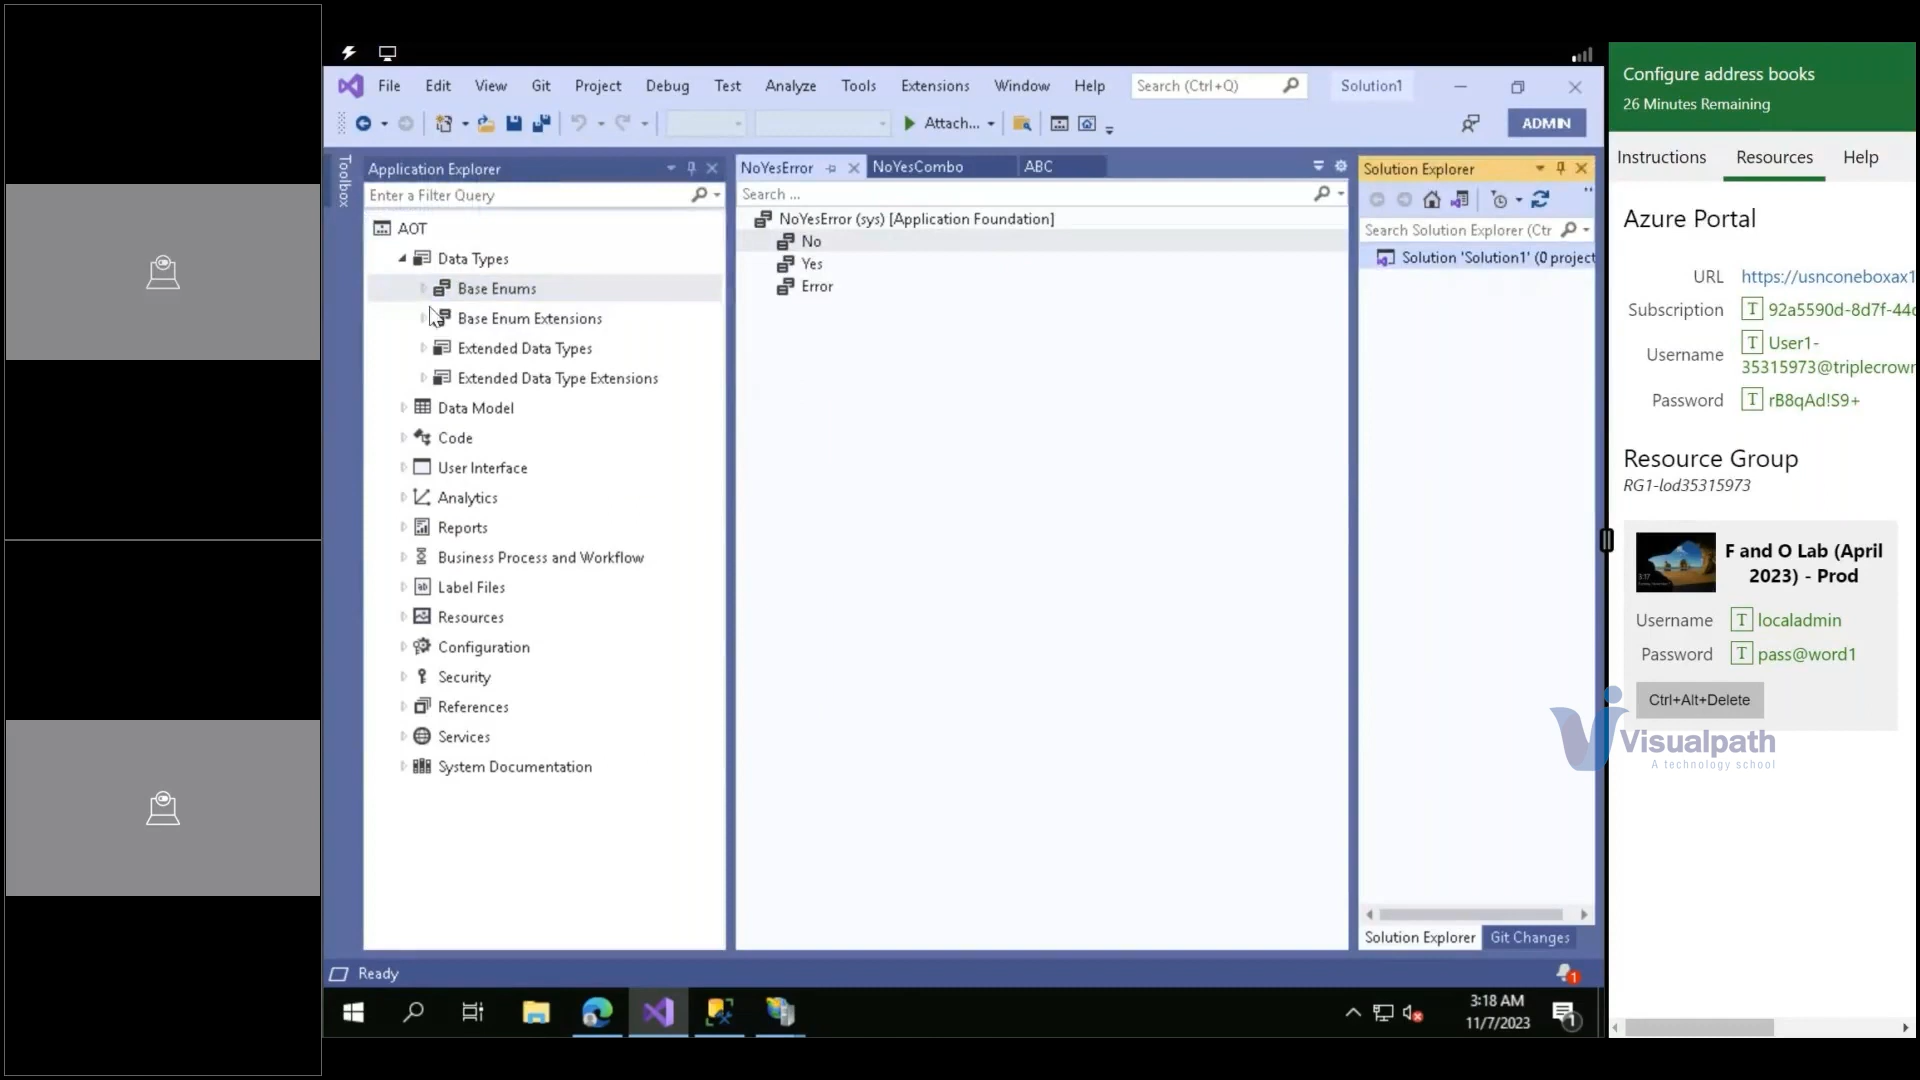 File Edit View Git Project Debug Test Analyze Tools Extensions Window Help Search (Ctrl+Q) Solution1
Attach... ADMIN
Toolbox
Application Explorer
Enter a Filter Query
AOT
Data Types
Base Enums
Base Enum Extensions
Extended Data Types
Extended Data Type Extensions
Data Model
Code
User Interface
Analytics
Reports
Business Process and Workflow
Label Files
Resources
Configuration
Security
References
Services
System Documentation
NoYesError NoYesCombo ABC
Search ...
NoYesError (sys) [Application Foundation]
No
Yes
Error
Solution Explorer
Search Solution Explorer (Ctr
Solution 'Solution1' (0 project
Solution Explorer Git Changes
Ready
1
3:18 AM
11/7/2023
1
Configure address books
26 Minutes Remaining
Instructions Resources Help
Azure Portal
URL https://usnconeboxax1
Subscription T 92a5590d-8d7f-44c
Username T User1-
35315973@triplecrown
Password T rB8qAd!S9+
Resource Group
RG1-lod35315973
F and O Lab (April
2023) - Prod
Username T localadmin
Password T pass@word1
Ctrl+Alt+Delete
Visualpath
A technology school